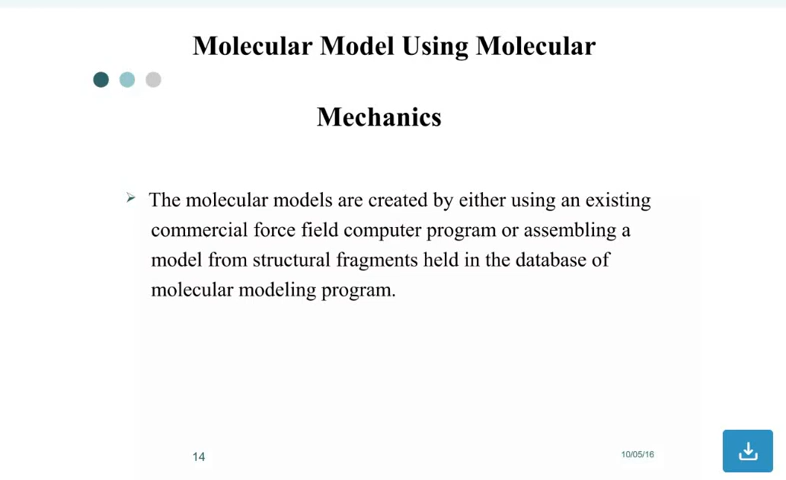 Molecular Model Using Molecular
Mechanics
The molecular models are created by either using an existing
commercial force field computer program or assembling a
model from structural fragments held in the database of
molecular modeling program.
14
10/05/16